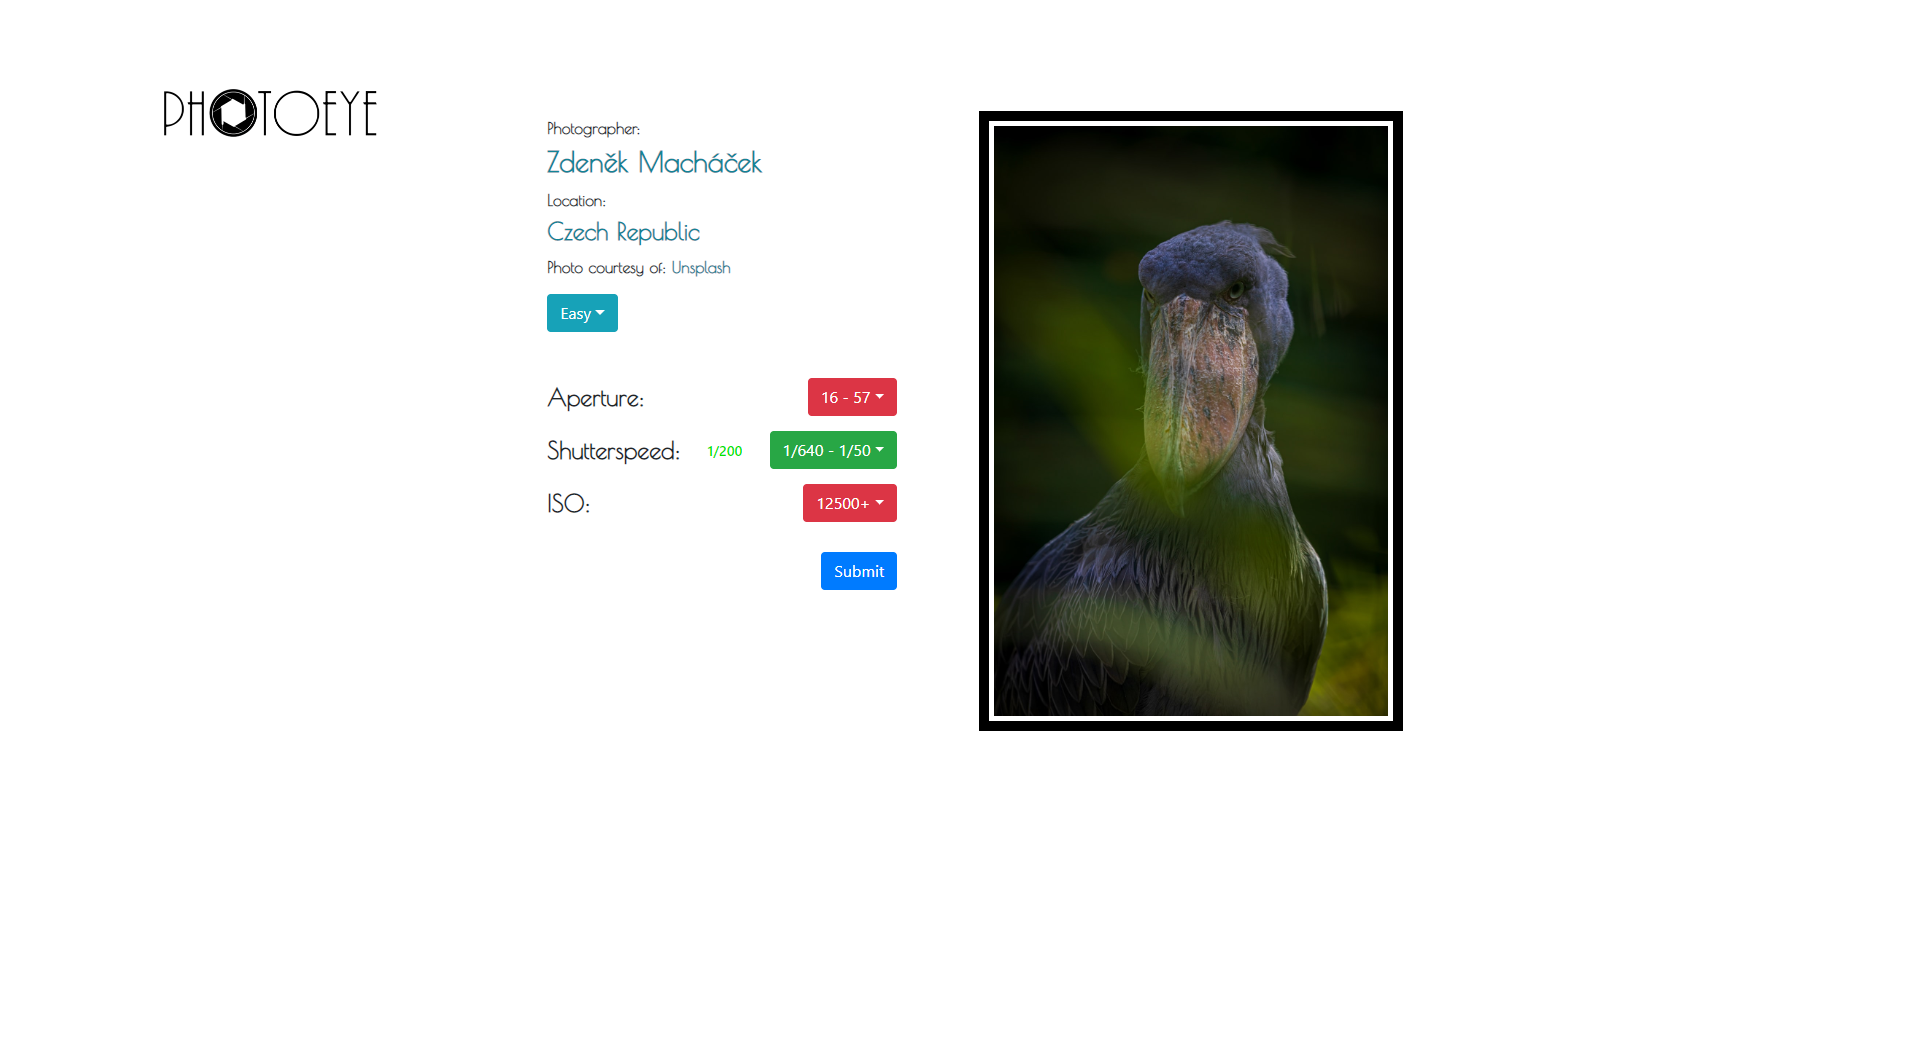 PHOTOEYE
Photographer:
Zdeněk Macháček
Location:
Czech Republic
Photo courtesy of: Unsplash
Easy
Aperture:
16 - 57
Shutterspeed:
1/200
1/640 - 1/50
ISO:
12500+
Submit